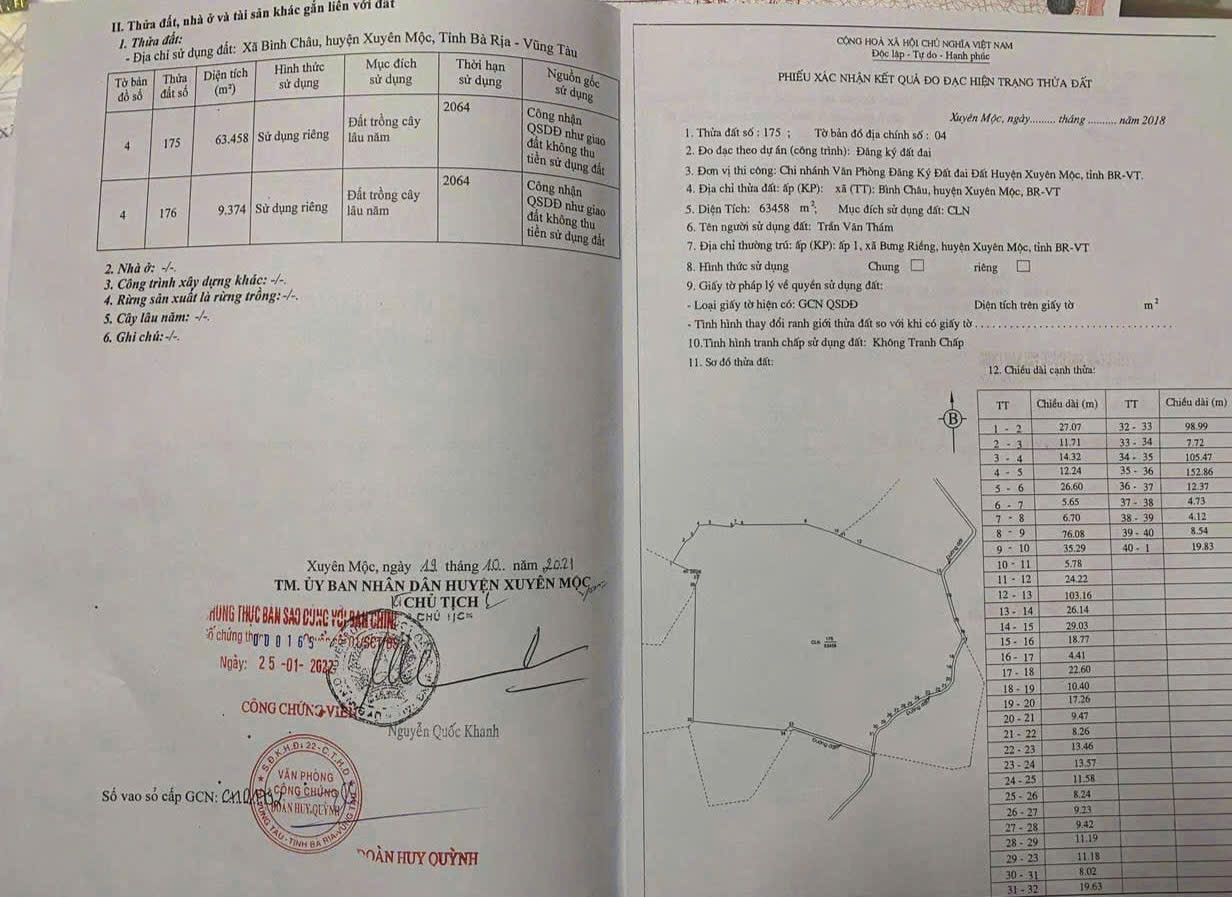 II. Thửa đất, nhà ở và tài sản khác gắn liền với đất
1. Thửa đất:
- Địa chỉ sử dụng đất: Xã Bình Châu, huyện Xuyên Mộc, Tỉnh Bà Rịa - Vũng Tàu
Tờ bản đồ số Thửa đất số Diện tích (m²) Hình thức sử dụng Mục đích sử dụng Thời hạn sử dụng Nguồn gốc sử dụng
4 175 63.458 Sử dụng riêng Đất trồng cây lâu năm 2064 Công nhận QSDĐ như giao đất không thu tiền sử dụng đất
4 176 9.374 Sử dụng riêng Đất trồng cây lâu năm 2064 Công nhận QSDĐ như giao đất không thu tiền sử dụng đất
2. Nhà ở: -/-.
3. Công trình xây dựng khác: -/-.
4. Rừng sản xuất là rừng trồng: -/-.
5. Cây lâu năm: -/-.
6. Ghi chú: -/-.
Xuyên Mộc, ngày 19 tháng 10.. năm 2021
TM. ỦY BAN NHÂN DÂN HUYỆN XUYÊN MỘC
CHỦ TỊCH
CHỦ TỊCH
CHỨNG THỰC BẢN SAO ĐÚNG VỚI BẢN CHÍNH
Ngày: 25 -01- 2022
CÔNG CHỨNG VIÊN
Nguyễn Quốc Khanh
VĂN PHÒNG
CÔNG CHỨNG
ĐOÀN HUY QUỲNH
Số vào sổ cấp GCN:
ĐOÀN HUY QUỲNH
CỘNG HOÀ XÃ HỘI CHỦ NGHĨA VIỆT NAM
Độc lập - Tự do - Hạnh phúc
PHIẾU XÁC NHẬN KẾT QUẢ ĐO ĐẠC HIỆN TRẠNG THỬA ĐẤT
Xuyên Mộc, ngày......... tháng .......... năm 2018
1. Thửa đất số : 175 ; Tờ bản đồ địa chính số : 04
2. Đo đạc theo dự án (công trình): Đăng ký đất đai
3. Đơn vị thi công: Chi nhánh Văn Phòng Đăng Ký Đất đai Đất Huyện Xuyên Mộc, tỉnh BR-VT.
4. Địa chỉ thửa đất: ấp (KP): xã (TT): Bình Châu, huyện Xuyên Mộc, BR-VT
5. Diện Tích: 63458 m²; Mục đích sử dụng đất: CLN
6. Tên người sử dụng đất: Trần Văn Thám
7. Địa chỉ thường trú: ấp (KP): ấp 1, xã Bưng Riềng, huyện Xuyên Mộc, tỉnh BR-VT
8. Hình thức sử dụng Chung riêng
9. Giấy tờ pháp lý về quyền sử dụng đất:
- Loại giấy tờ hiện có: GCN QSDĐ Diện tích trên giấy tờ m²
- Tình hình thay đổi ranh giới thửa đất so với khi có giấy tờ ................................
10.Tình hình tranh chấp sử dụng đất: Không Tranh Chấp
11. Sơ đồ thửa đất:
12. Chiều dài cạnh thửa:
B
Đường đất
Đường đất
Đường đất
CLN 175 63458
TT Chiều dài (m) TT Chiều dài (m)
1 - 2 27.07 32 - 33 98.99
2 - 3 11.71 33 - 34 7.72
3 - 4 14.32 34 - 35 105.47
4 - 5 12.24 35 - 36 152.86
5 - 6 26.60 36 - 37 12.37
6 - 7 5.65 37 - 38 4.73
7 - 8 6.70 38 - 39 4.12
8 - 9 76.08 39 - 40 8.54
9 - 10 35.29 40 - 1 19.83
10 - 11 5.78
11 - 12 24.22
12 - 13 103.16
13 - 14 26.14
14 - 15 29.03
15 - 16 18.77
16 - 17 4.41
17 - 18 22.60
18 - 19 10.40
19 - 20 17.26
20 - 21 9.47
21 - 22 8.26
22 - 23 13.46
23 - 24 13.57
24 - 25 11.58
25 - 26 8.24
26 - 27 9.23
27 - 28 9.42
28 - 29 11.19
29 - 23 11.18
30 - 31 8.02
31 - 32 19.63